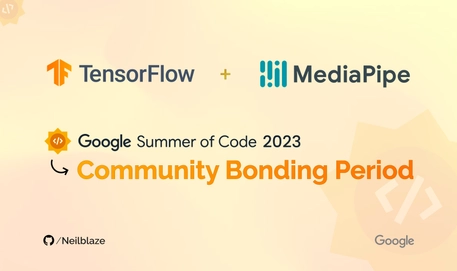 TensorFlow + MediaPipe
Google Summer of Code 2023
Community Bonding Period
/Neilblaze
Google